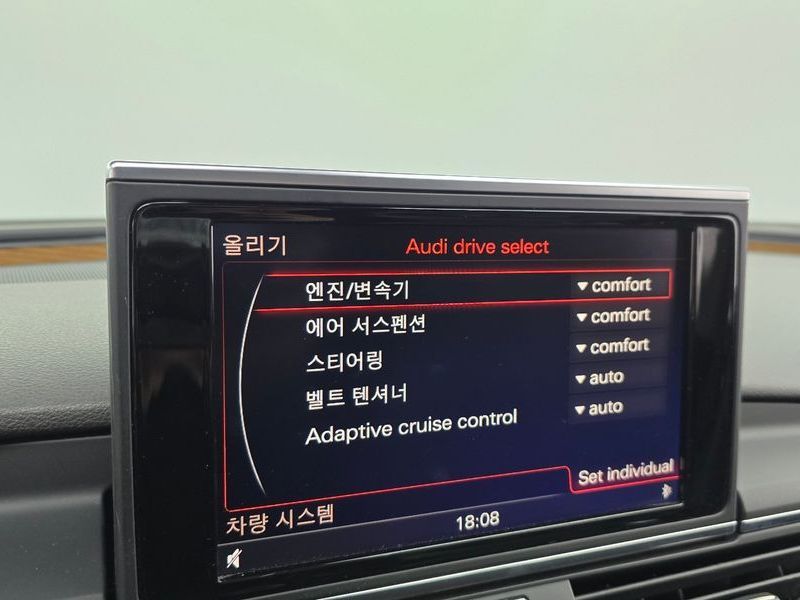 올리기
Audi drive select
엔진/변속기 ▼ comfort
에어 서스펜션 ▼ comfort
스티어링 ▼ comfort
벨트 텐셔너 ▼ auto
Adaptive cruise control ▼ auto
Set individual
차량 시스템
18:08